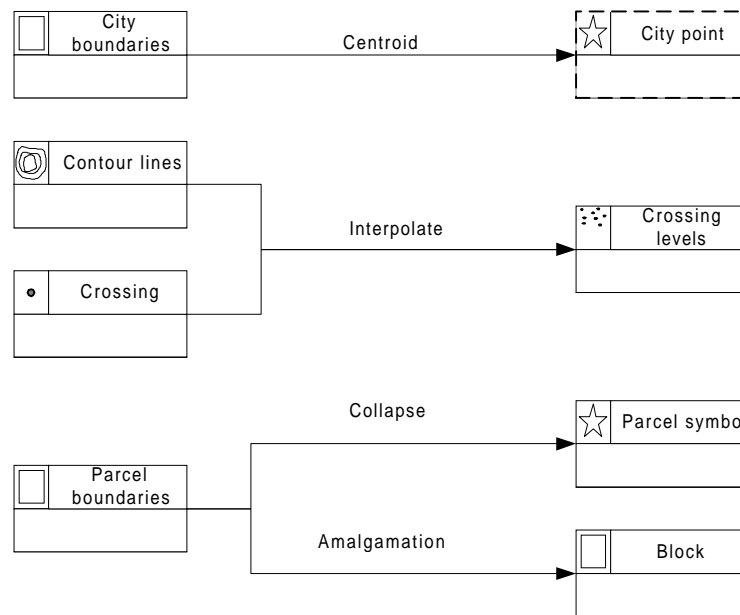 City
boundaries
Centroid
City point
Contour lines
Interpolate
Crossing
levels
Crossing
Collapse
Parcel symbo
Parcel
boundaries
Amalgamation
Block